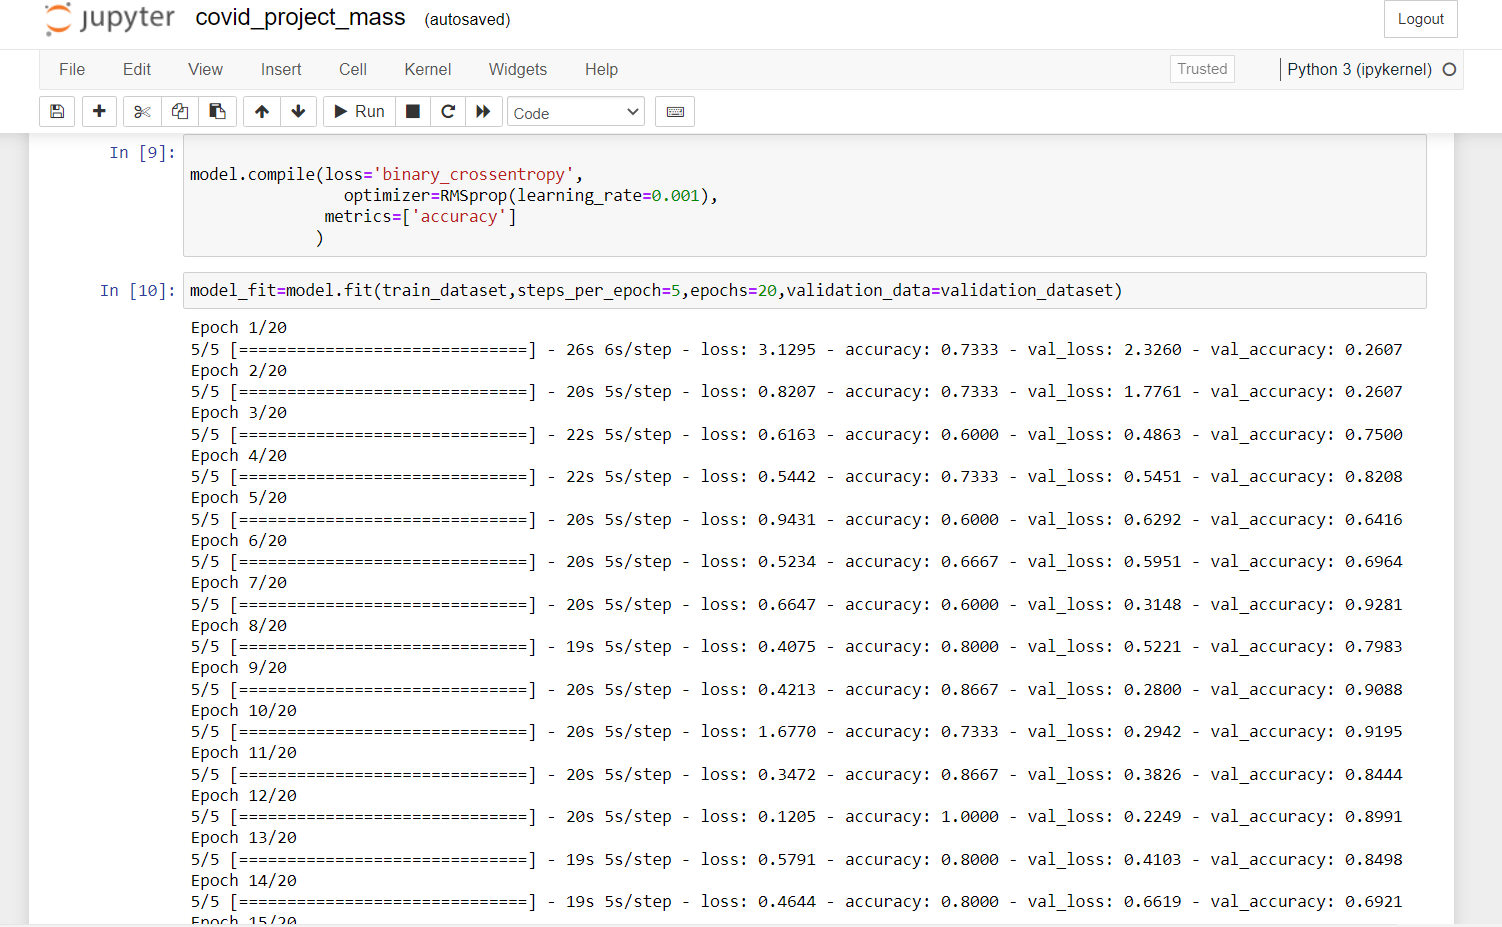 jupyter covid_project_mass (autosaved) Logout
File Edit View Insert Cell Kernel Widgets Help Trusted Python 3 (ipykernel)
Run Code
In [9]:
model.compile(loss='binary_crossentropy',
optimizer=RMSprop(learning_rate=0.001),
metrics=['accuracy']
)
In [10]: model_fit=model.fit(train_dataset,steps_per_epoch=5,epochs=20,validation_data=validation_dataset)
Epoch 1/20
5/5 [==============================] - 26s 6s/step - loss: 3.1295 - accuracy: 0.7333 - val_loss: 2.3260 - val_accuracy: 0.2607
Epoch 2/20
5/5 [==============================] - 20s 5s/step - loss: 0.8207 - accuracy: 0.7333 - val_loss: 1.7761 - val_accuracy: 0.2607
Epoch 3/20
5/5 [==============================] - 22s 5s/step - loss: 0.6163 - accuracy: 0.6000 - val_loss: 0.4863 - val_accuracy: 0.7500
Epoch 4/20
5/5 [==============================] - 22s 5s/step - loss: 0.5442 - accuracy: 0.7333 - val_loss: 0.5451 - val_accuracy: 0.8208
Epoch 5/20
5/5 [==============================] - 20s 5s/step - loss: 0.9431 - accuracy: 0.6000 - val_loss: 0.6292 - val_accuracy: 0.6416
Epoch 6/20
5/5 [==============================] - 20s 5s/step - loss: 0.5234 - accuracy: 0.6667 - val_loss: 0.5951 - val_accuracy: 0.6964
Epoch 7/20
5/5 [==============================] - 20s 5s/step - loss: 0.6647 - accuracy: 0.6000 - val_loss: 0.3148 - val_accuracy: 0.9281
Epoch 8/20
5/5 [==============================] - 19s 5s/step - loss: 0.4075 - accuracy: 0.8000 - val_loss: 0.5221 - val_accuracy: 0.7983
Epoch 9/20
5/5 [==============================] - 20s 5s/step - loss: 0.4213 - accuracy: 0.8667 - val_loss: 0.2800 - val_accuracy: 0.9088
Epoch 10/20
5/5 [==============================] - 20s 5s/step - loss: 1.6770 - accuracy: 0.7333 - val_loss: 0.2942 - val_accuracy: 0.9195
Epoch 11/20
5/5 [==============================] - 20s 5s/step - loss: 0.3472 - accuracy: 0.8667 - val_loss: 0.3826 - val_accuracy: 0.8444
Epoch 12/20
5/5 [==============================] - 20s 5s/step - loss: 0.1205 - accuracy: 1.0000 - val_loss: 0.2249 - val_accuracy: 0.8991
Epoch 13/20
5/5 [==============================] - 19s 5s/step - loss: 0.5791 - accuracy: 0.8000 - val_loss: 0.4103 - val_accuracy: 0.8498
Epoch 14/20
5/5 [==============================] - 19s 5s/step - loss: 0.4644 - accuracy: 0.8000 - val_loss: 0.6619 - val_accuracy: 0.6921
Epoch 15/20